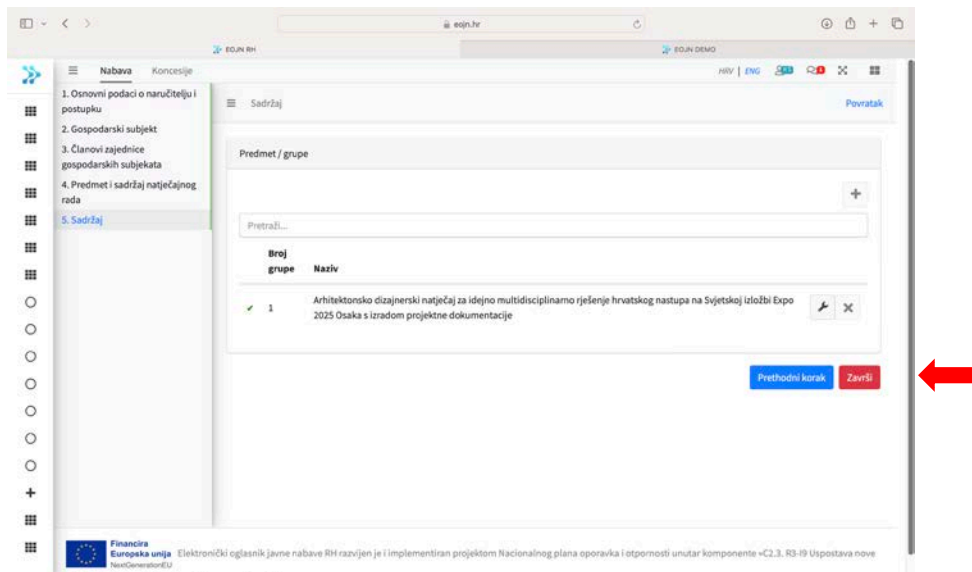 eojn.hr
EOJN RH
EOJN DEMO
Nabava
Koncesije
HRV | ENG
1. Osnovni podaci o naručitelju i
postupku
2. Gospodarski subjekt
3. Članovi zajednice
gospodarskih subjekata
4. Predmet i sadržaj natječajnog
rada
5. Sadržaj
Sadržaj
Povratak
Predmet / grupe
Pretraži...
Broj
grupe
Naziv
1
Arhitektonsko dizajnerski natječaj za idejno multidisciplinarno rješenje hrvatskog nastupa na Svjetskoj izložbi Expo
2025 Osaka s izradom projektne dokumentacije
Prethodni korak
Završi
Financira
Europska unija
NextGenerationEU
Elektronički oglasnik javne nabave RH razvijen je i implementiran projektom Nacionalnog plana oporavka i otpornosti unutar komponente »C2.3. R3-I9 Uspostava nove